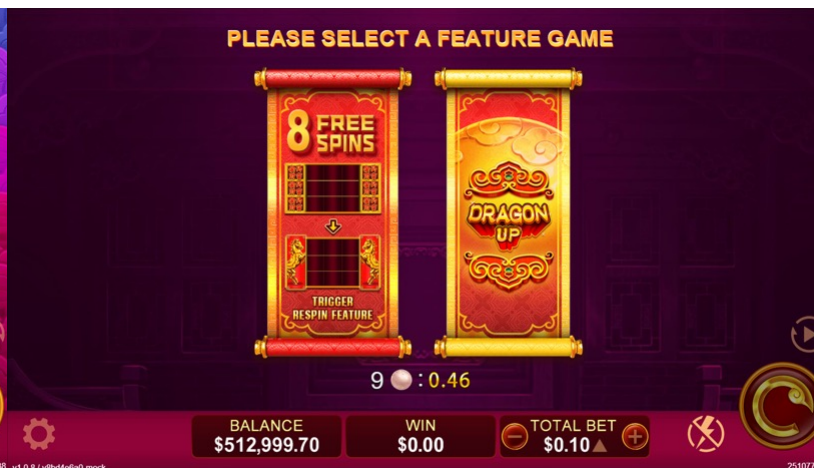 PLEASE SELECT A FEATURE GAME
8 FREE
SPINS
TRIGGER
RESPIN FEATURE
DRAGON
UP
9 : 0.46
BALANCE
$512,999.70
WIN
$0.00
TOTAL BET
$0.10